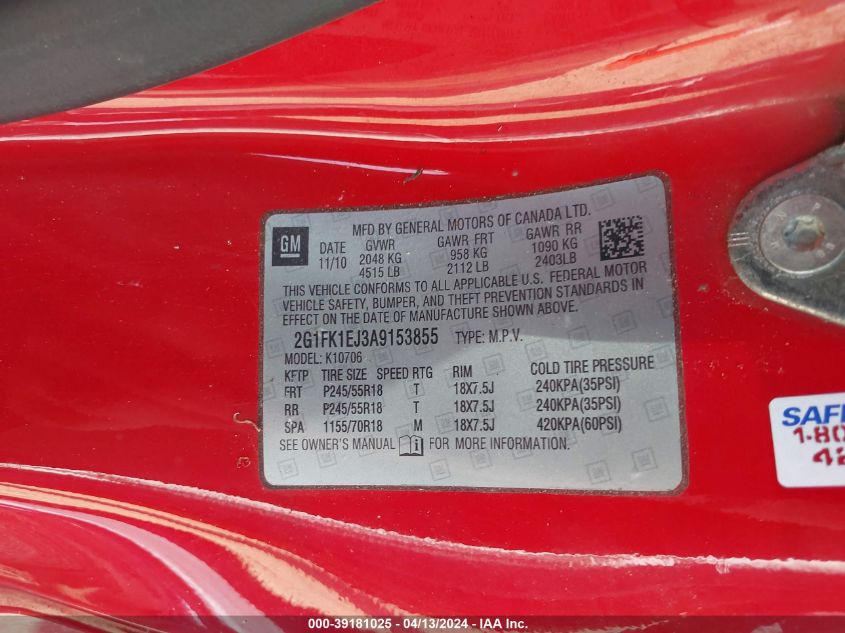 GM
MFD BY GENERAL MOTORS OF CANADA LTD.
DATE GVWR GAWR FRT GAWR RR
11/10 2048 KG 958 KG 1090 KG
4515 LB 2112 LB 2403LB
THIS VEHICLE CONFORMS TO ALL APPLICABLE U.S. FEDERAL MOTOR
VEHICLE SAFETY, BUMPER, AND THEFT PREVENTION STANDARDS IN
EFFECT ON THE DATE OF MANUFACTURE SHOWN ABOVE.
2G1FK1EJ3A9153855 TYPE: M.P.V.
MODEL: K10706
KFTP TIRE SIZE SPEED RTG RIM COLD TIRE PRESSURE
FRT P245/55R18 T 18X7.5J 240KPA(35PSI)
RR P245/55R18 T 18X7.5J 240KPA(35PSI)
SPA 1155/70R18 M 18X7.5J 420KPA(60PSI)
SEE OWNER'S MANUAL FOR MORE INFORMATION.
000-39181025 - 04/13/2024 - IAA Inc.